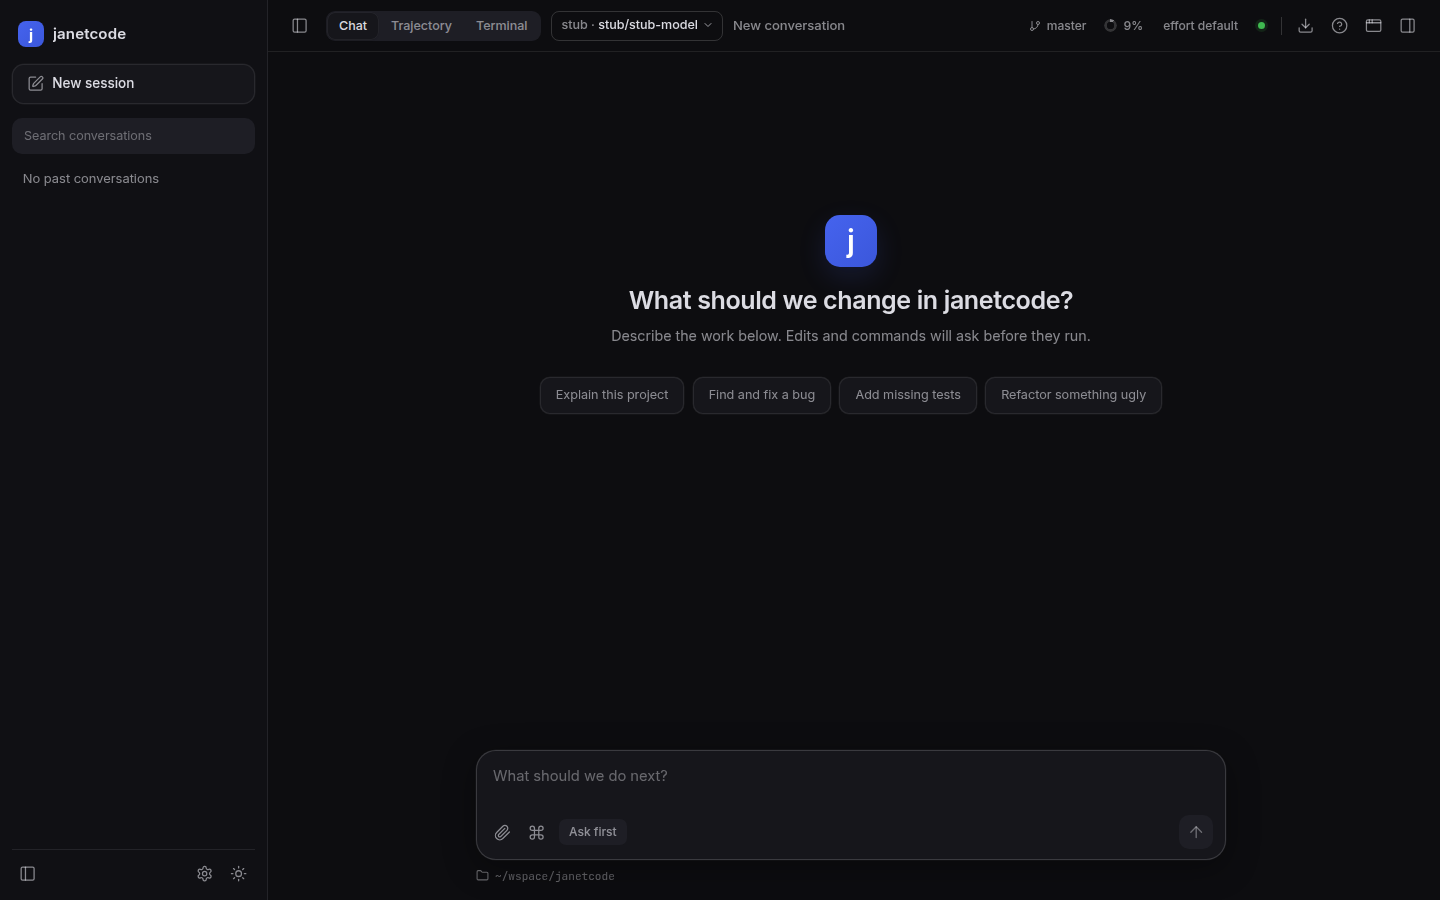 j janetcode
New session
Search conversations
No past conversations
Chat Trajectory Terminal stub · stub/stub-model New conversation master 9% effort default
j
What should we change in janetcode?
Describe the work below. Edits and commands will ask before they run.
Explain this project Find and fix a bug Add missing tests Refactor something ugly
What should we do next?
Ask first
~/wspace/janetcode